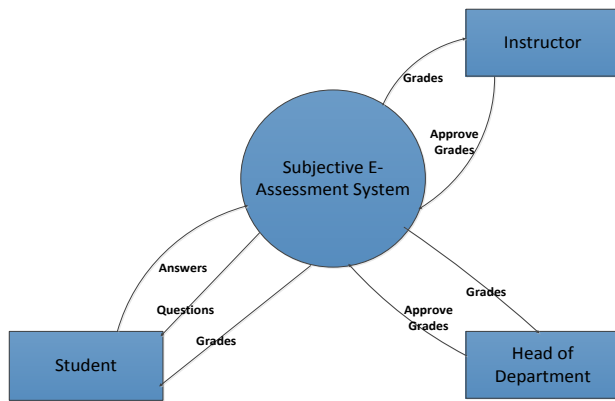 Instructor
Grades
Approve
Grades
Subjective E-
Assessment System
Answers
Questions
Grades
Student
Grades
Approve
Grades
Head of
Department